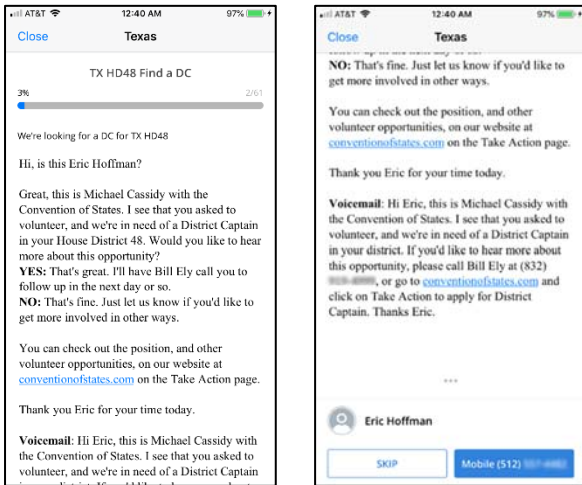 AT&T 12:40 AM 97%
Close Texas
TX HD48 Find a DC
3% 2/61
We're looking for a DC for TX HD48
Hi, is this Eric Hoffman?
Great, this is Michael Cassidy with the
Convention of States. I see that you asked to
volunteer, and we're in need of a District Captain
in your House District 48. Would you like to hear
more about this opportunity?
YES: That's great. I'll have Bill Ely call you to
follow up in the next day or so.
NO: That's fine. Just let us know if you'd like to
get more involved in other ways.
You can check out the position, and other
volunteer opportunities, on our website at
conventionofstates.com on the Take Action page.
Thank you Eric for your time today.
Voicemail: Hi Eric, this is Michael Cassidy with
the Convention of States. I see that you asked to
volunteer, and we're in need of a District Captain
AT&T 12:40 AM 97%
Close Texas
NO: That's fine. Just let us know if you'd like to
get more involved in other ways.
You can check out the position, and other
volunteer opportunities, on our website at
conventionofstates.com on the Take Action page.
Thank you Eric for your time today.
Voicemail: Hi Eric, this is Michael Cassidy with
the Convention of States. I see that you asked to
volunteer, and we're in need of a District Captain
in your district. If you'd like to hear more about
this opportunity, please call Bill Ely at (832)
, or go to conventionofstates.com and
click on Take Action to apply for District
Captain. Thanks Eric.
Eric Hoffman
SKIP Mobile (512)